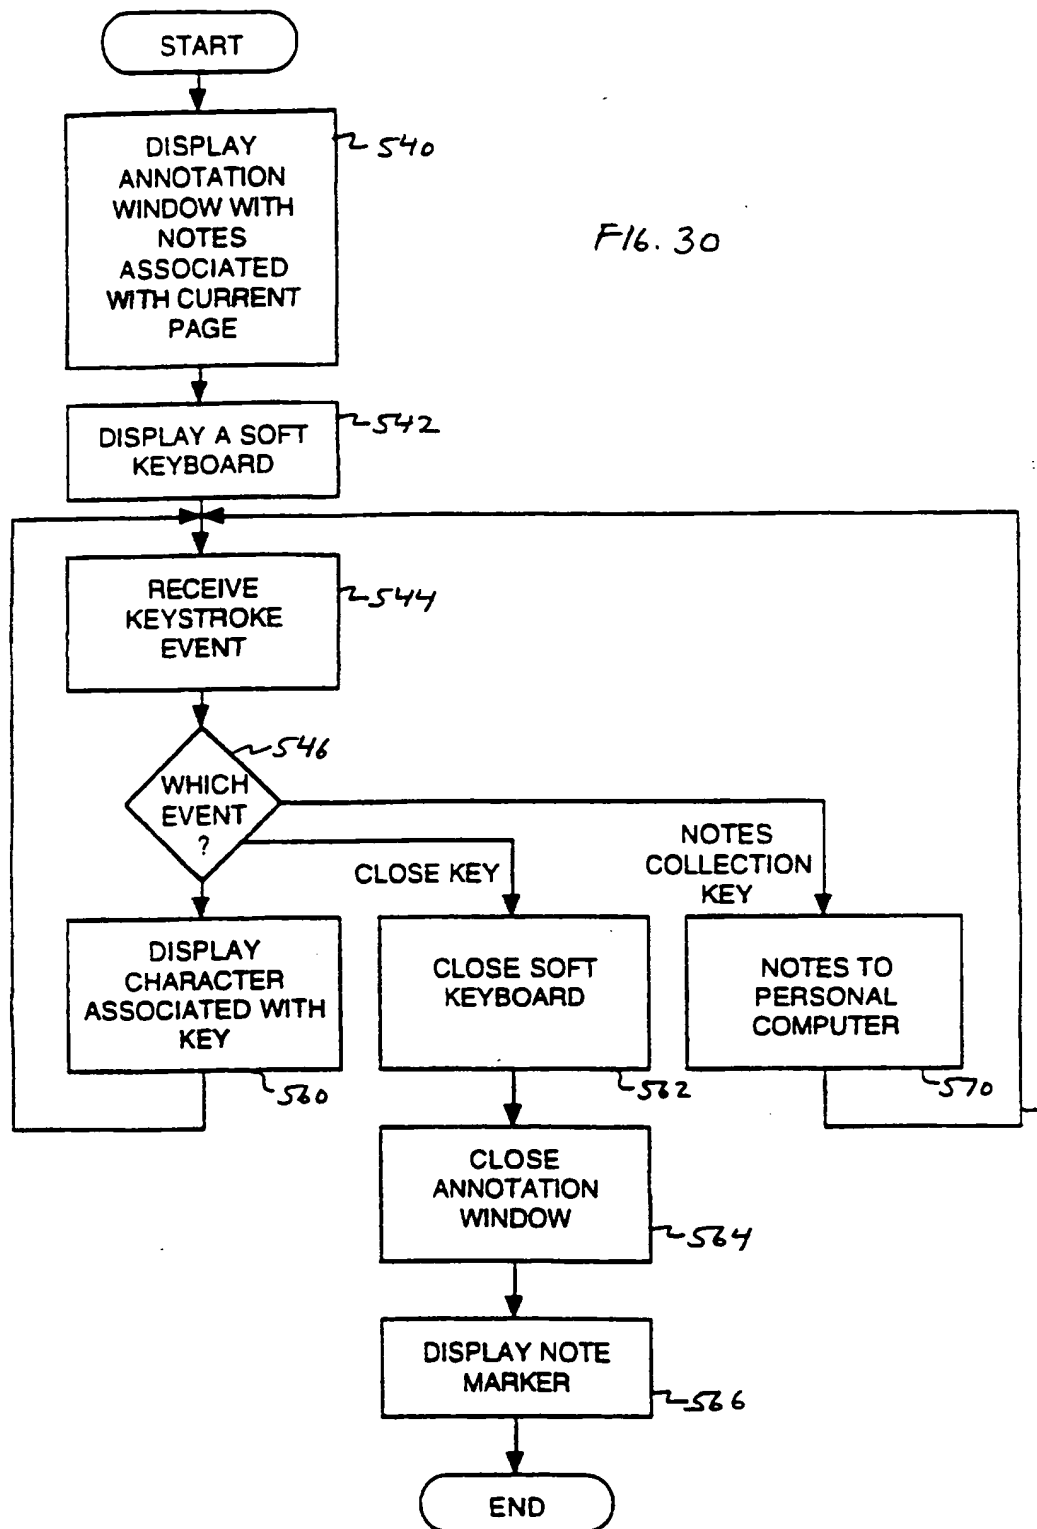 START
DISPLAY
ANNOTATION
WINDOW WITH
NOTES
ASSOCIATED
WITH CURRENT
PAGE
540
FIG. 30
DISPLAY A SOFT
KEYBOARD
542
RECEIVE
KEYSTROKE
EVENT
544
WHICH
EVENT
?
546
CLOSE KEY
NOTES
COLLECTION
KEY
DISPLAY
CHARACTER
ASSOCIATED WITH
KEY
560
CLOSE SOFT
KEYBOARD
562
NOTES TO
PERSONAL
COMPUTER
570
CLOSE
ANNOTATION
WINDOW
564
DISPLAY NOTE
MARKER
566
END